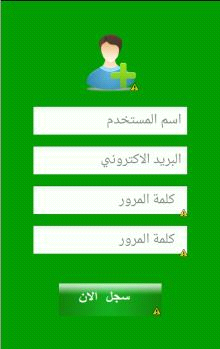 اسم المستخدم
البريد الاكتروني
كلمة المرور
كلمة المرور
سجل الان